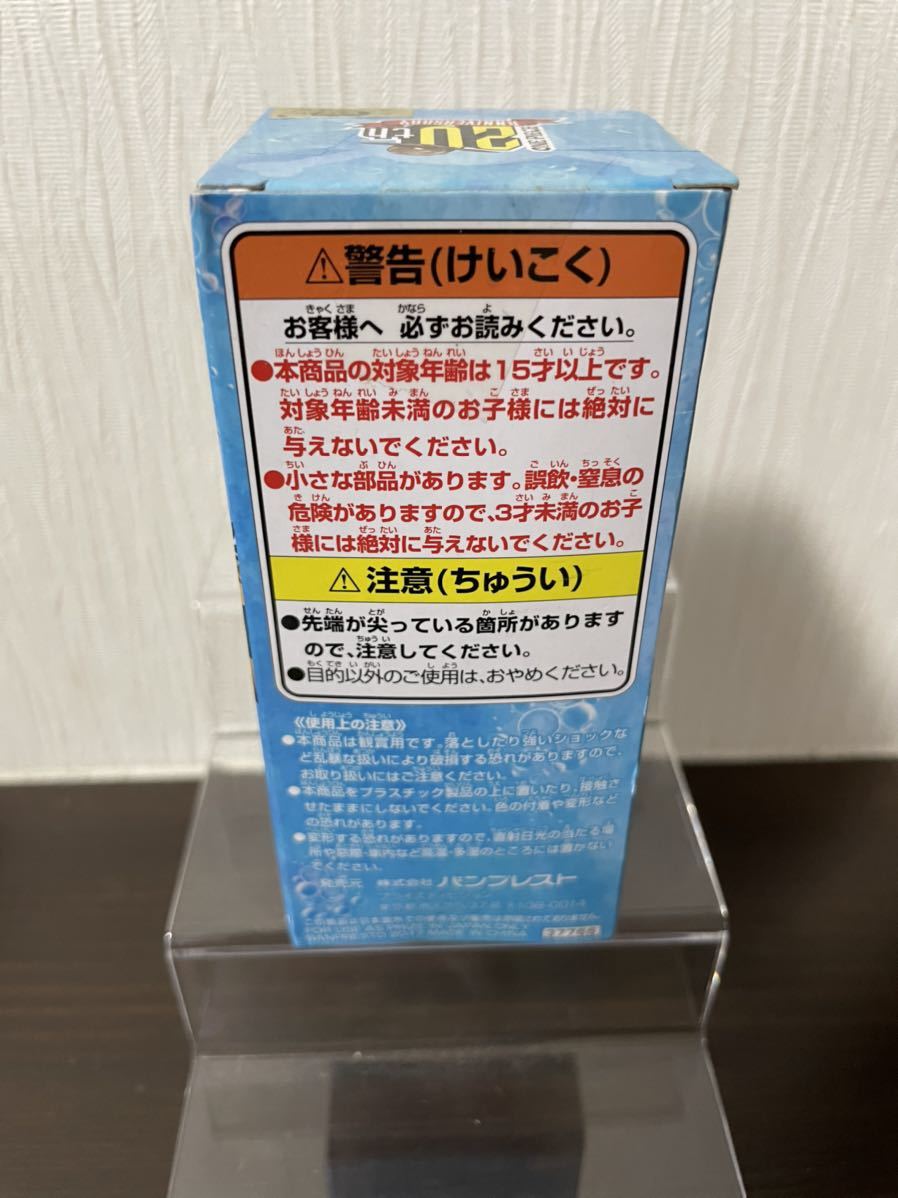 20th
ANNIVERSARY
⚠警告(けいこく)
お客様へ 必ずお読みください。
●本商品の対象年齢は15才以上です。
対象年齢未満のお子様には絶対に
与えないでください。
●小さな部品があります。誤飲・窒息の
危険がありますので、3才未満のお子
様には絶対に与えないでください。
⚠注意(ちゅうい)
●先端が尖っている箇所があります
ので、注意してください。
●目的以外のご使用は、おやめください。
《使用上の注意》
●本商品は観賞用です。落としたり強いショックな
ど乱暴な扱いにより破損する恐れがありますので、
お取り扱いにはご注意ください。
●本商品をプラスチック製品の上に置いたり、接触さ
せたままにしないでください。色の付着や変形など
の恐れがあります。
●変形する恐れがありますので、直射日光の当たる場
所や窓際・車内など高温・多湿のところには置かない
でください。
発売元 株式会社 バンプレスト
37755